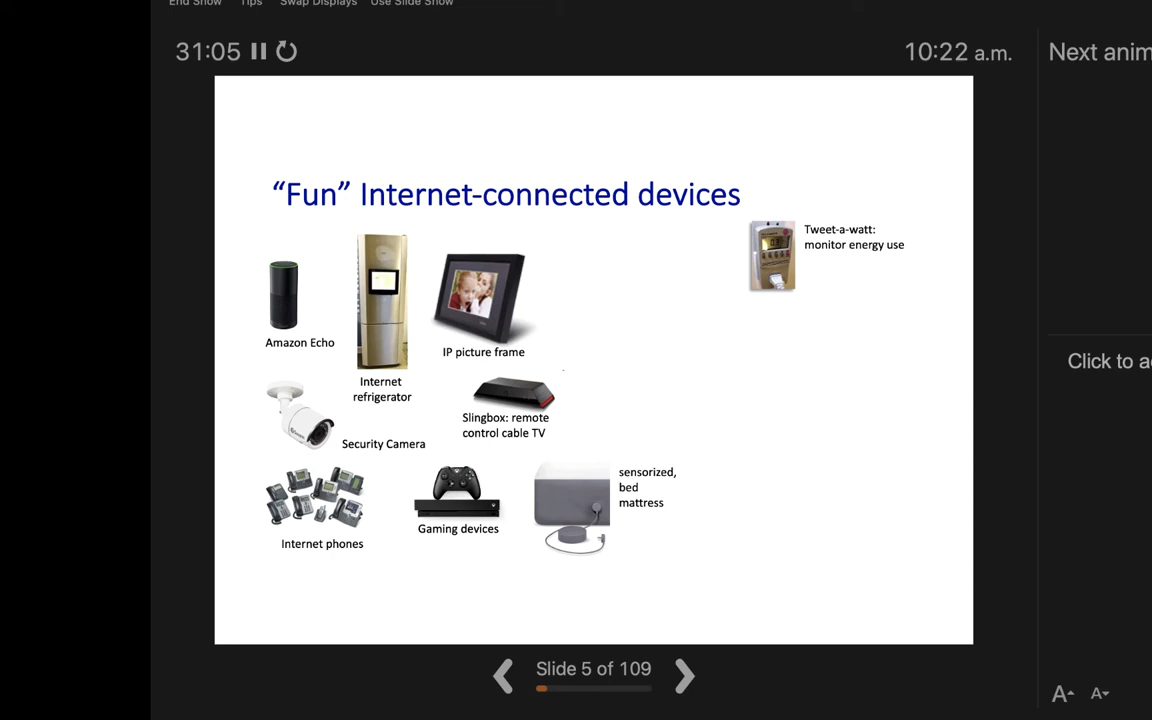 End Show Tips Swap Displays Use Slide Show
31:05
10:22 a.m.
Next anim
“Fun” Internet-connected devices
Tweet-a-watt:
monitor energy use
Amazon Echo
IP picture frame
Internet
refrigerator
Slingbox: remote
control cable TV
Security Camera
sensorized,
bed
mattress
Gaming devices
Internet phones
Click to a
Slide 5 of 109
A A